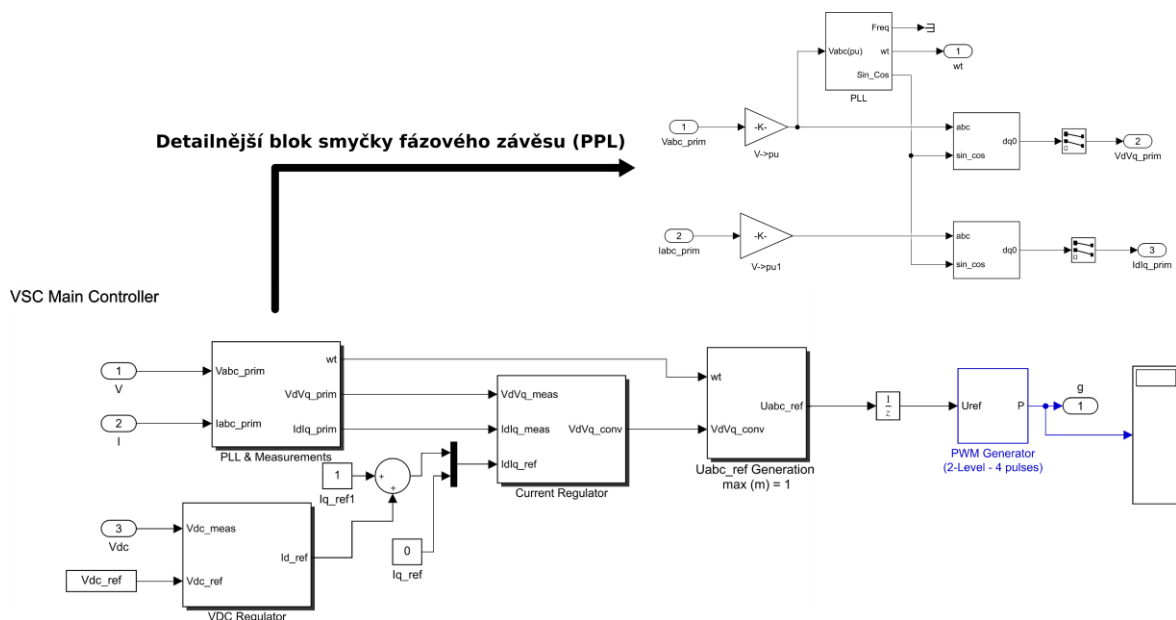 Freq
Vabc(pu)
wt
Sin_Cos
PLL
1
wt
Detailnější blok smyčky fázového závěsu (PPL)
1
Vabc_prim
-K-
V->pu
abc
sin_cos
dq0
2
VdVq_prim
2
Iabc_prim
-K-
V->pu1
abc
sin_cos
dq0
3
IdIq_prim
VSC Main Controller
1
V
2
I
Vabc_prim
Iabc_prim
wt
VdVq_prim
IdIq_prim
PLL & Measurements
VdVq_meas
IdIq_meas
IdIq_ref
VdVq_conv
Current Regulator
wt
VdVq_conv
Uabc_ref
Uabc_ref Generation
max (m) = 1
1
z
Uref
P
PWM Generator
(2-Level - 4 pulses)
g
1
1
Iq_ref1
+
+
0
Iq_ref
3
Vdc
Vdc_ref
Vdc_meas
Vdc_ref
Id_ref
VDC Regulator